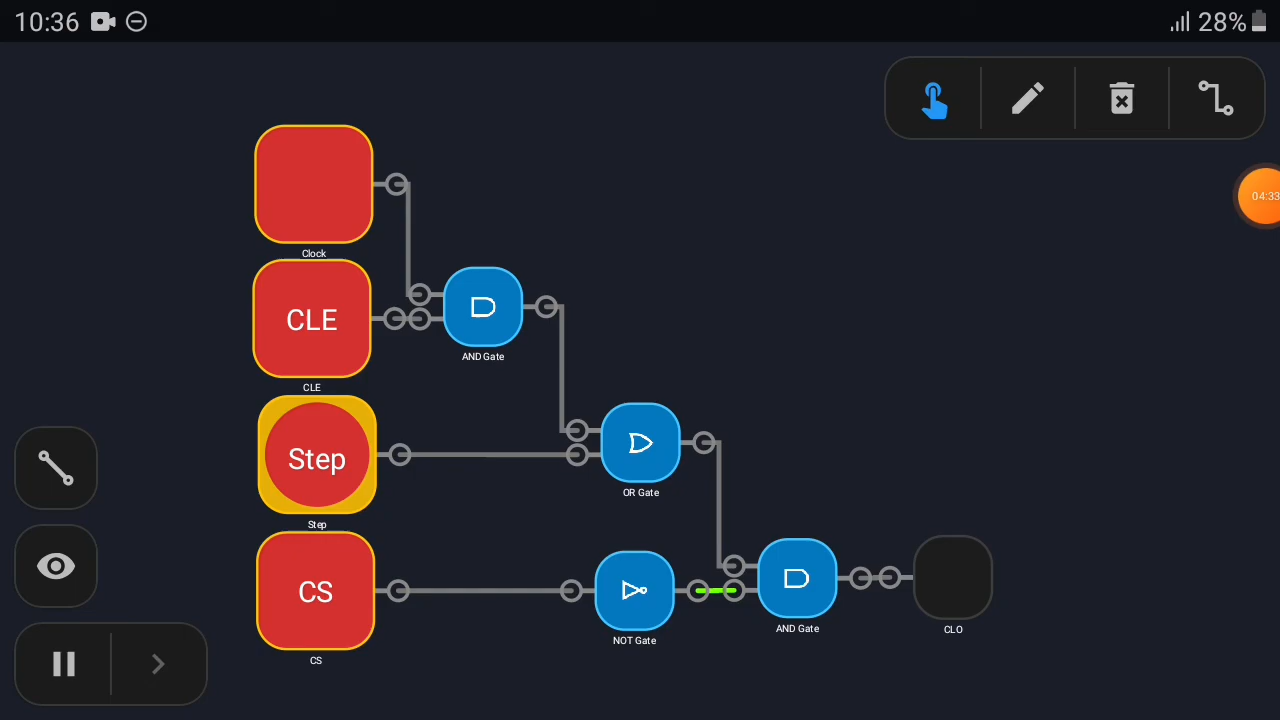 10:36
28%
04:33
Clock
CLE
CLE
AND Gate
Step
Step
OR Gate
CS
CS
NOT Gate
AND Gate
CLO